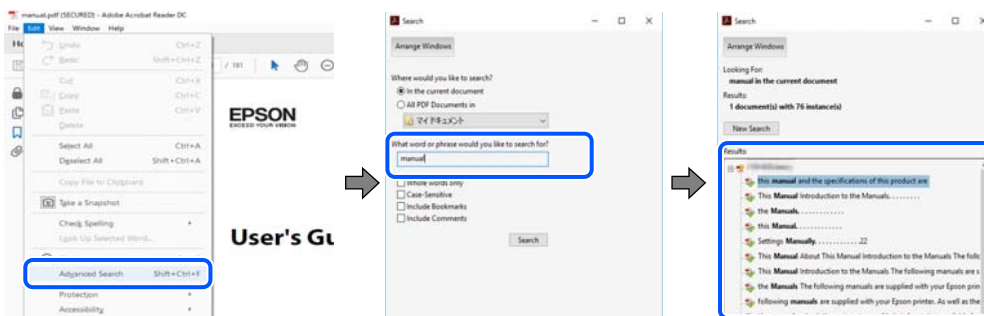 manual.pdf (SECURED) - Adobe Acrobat Reader DC
File Edit View Window Help
Undo Ctrl+Z
Redo Shift+Ctrl+Z
Cut Ctrl+X
Copy Ctrl+C
Paste Ctrl+V
Delete
Select All Ctrl+A
Deselect All Shift+Ctrl+A
Copy File to Clipboard
Take a Snapshot
Check Spelling
Look Up Selected Word...
Advanced Search Shift+Ctrl+F
Protection
Accessibility
/ 181
EPSON
EXCEED YOUR VISION
User's Gu
Search
Arrange Windows
Where would you like to search?
In the current document
All PDF Documents in
マイ ドキュメント
What word or phrase would you like to search for?
manual
Whole words only
Case-Sensitive
Include Bookmarks
Include Comments
Search
Search
Arrange Windows
Looking For:
manual in the current document
Results:
1 document(s) with 76 instance(s)
New Search
Results:
this manual and the specifications of this product are
This Manual Introduction to the Manuals. . . . . . . . .
the Manuals. . . . . . . . . . . . .
this Manual. . . . . . . . . . . . .
Settings Manually. . . . . . . . . . . . .22
This Manual About This Manual Introduction to the Manuals The follo
This Manual Introduction to the Manuals The following manuals are s
the Manuals The following manuals are supplied with your Epson prin
following manuals are supplied with your Epson printer. As well as the